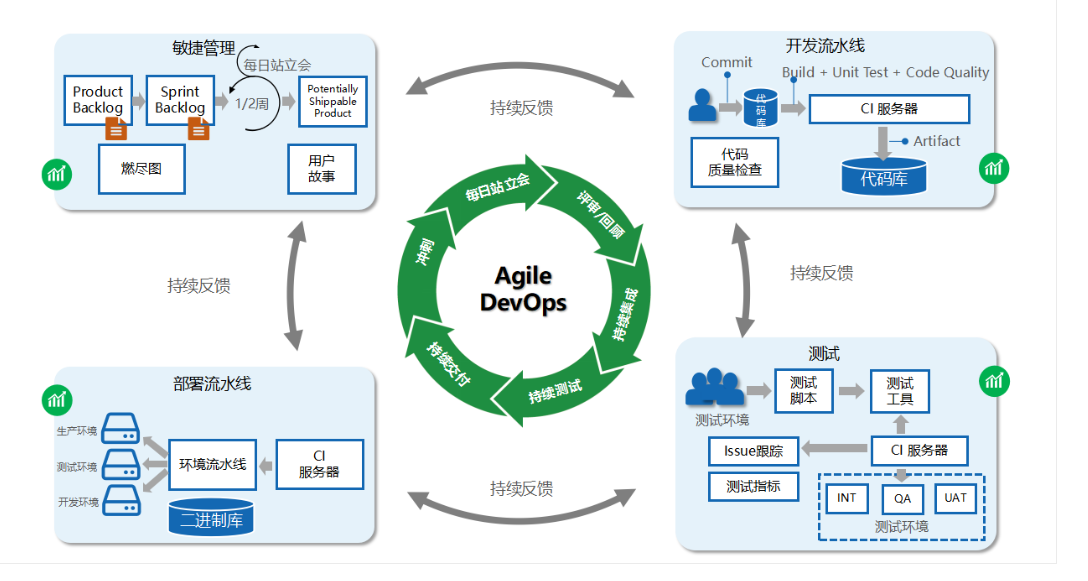 敏捷管理
每日站立会
Product
Backlog
Sprint
Backlog
1/2周
Potentially
Shippable
Product
燃尽图
用户
故事
持续反馈
开发流水线
Commit
Build + Unit Test + Code Quality
代
码
库
CI 服务器
Artifact
代码
质量检查
代码库
每日站立会
评审/回顾
冲刺
Agile
DevOps
持续集成
持续交付
持续测试
持续反馈
持续反馈
部署流水线
生产环境
测试环境
开发环境
环境流水线
CI
服务器
二进制库
持续反馈
测试
测试环境
测试
脚本
测试
工具
Issue跟踪
CI 服务器
测试指标
INT
QA
UAT
测试环境